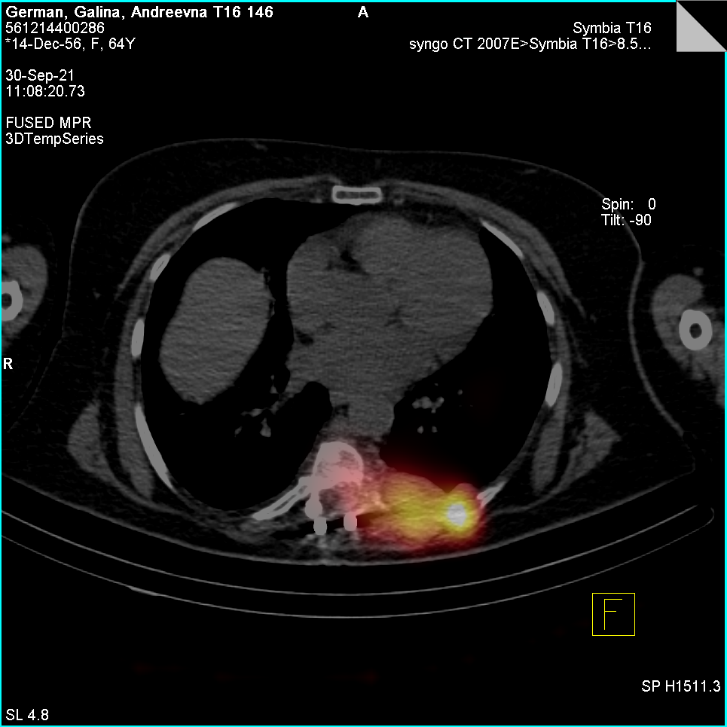 German, Galina, Andreevna T16 146
561214400286
*14-Dec-56, F, 64Y
30-Sep-21
11:08:20.73
FUSED MPR
3DTempSeries
A
Symbia T16
syngo CT 2007E>Symbia T16>8.5...
Spin: 0
Tilt: -90
R
F
SP H1511.3
SL 4.8